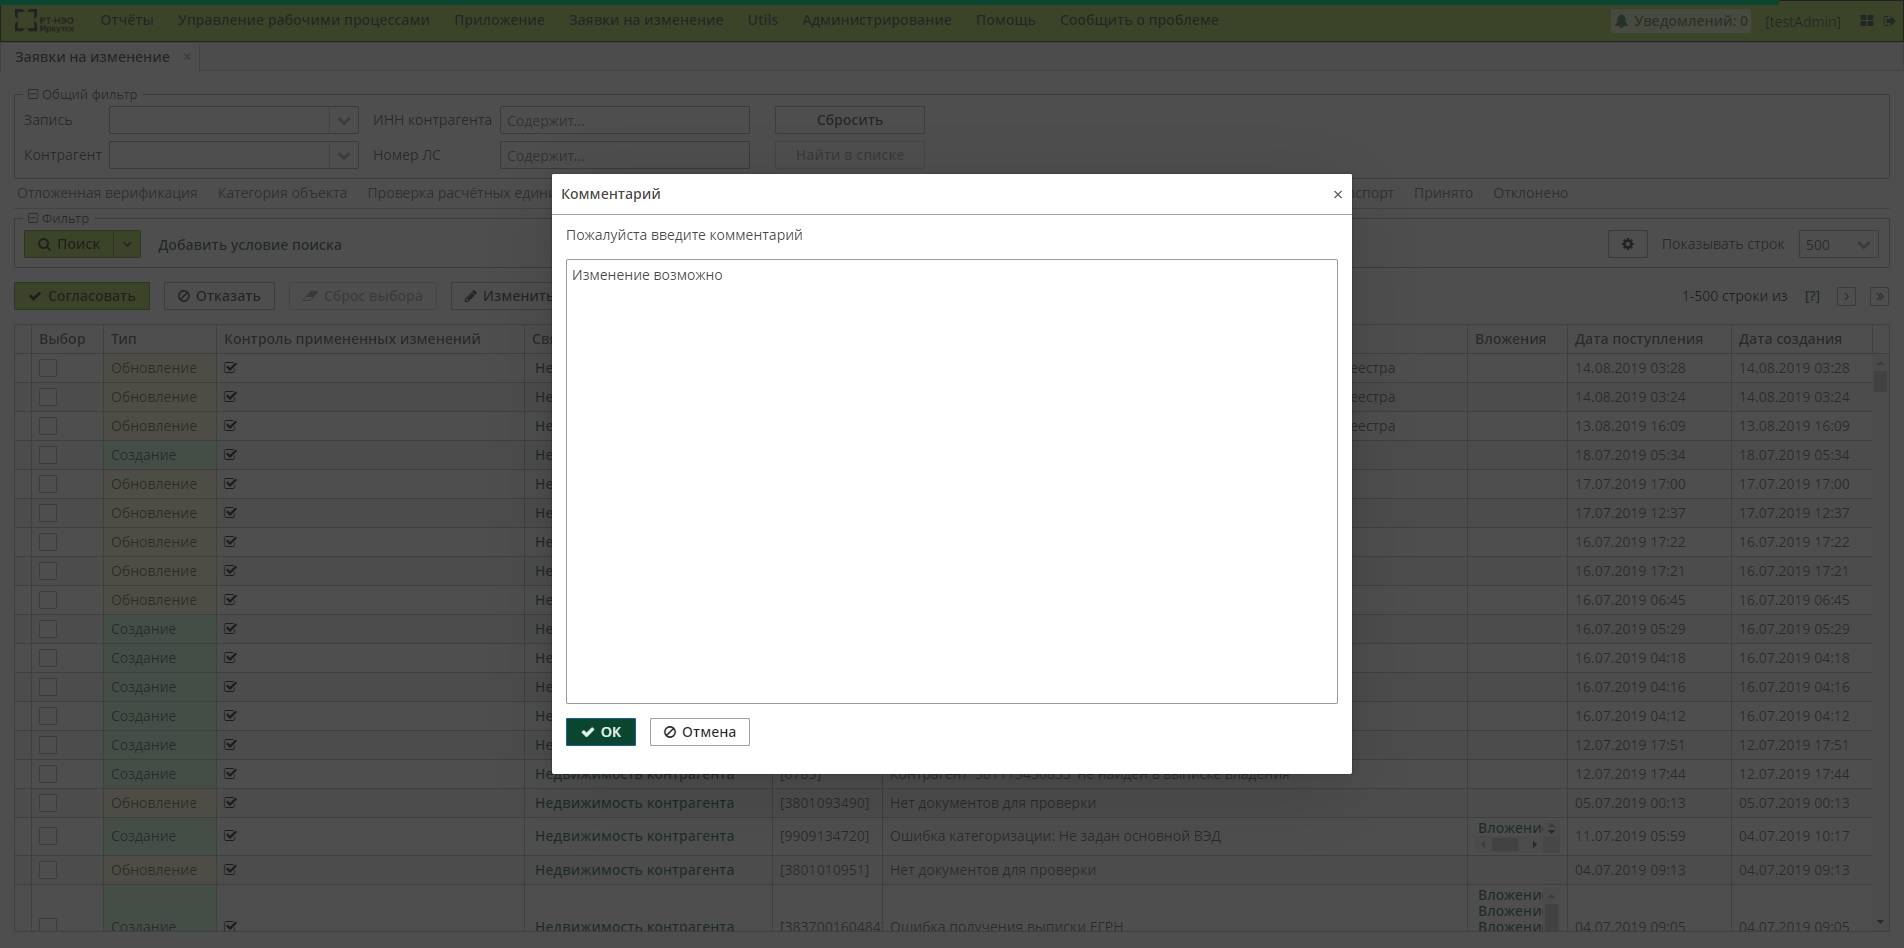 РТ-НЭО Иркутск Отчёты Управление рабочими процессами Приложение Заявки на изменение Utils Администрирование Помощь Сообщить о проблеме Уведомлений: 0 [testAdmin]
Заявки на изменение ×
Общий фильтр
Запись ИНН контрагента Содержит... Сбросить
Контрагент Номер ЛС Содержит... Найти в списке
Отложенная верификация Категория объекта Проверка расчётных Принято Отклонено
Фильтр
Поиск Добавить условие поиска Показывать строк 500
Согласовать Отказать Сброс выбора Изменить 1-500 строки из [?]
Комментарий ×
Пожалуйста введите комментарий
Изменение возможно
ОК Отмена
Выбор Тип Контроль примененных изменений Вложения Дата поступления Дата создания
Обновление Не еестра 14.08.2019 03:28 14.08.2019 03:28
Обновление Не еестра 14.08.2019 03:24 14.08.2019 03:24
Обновление Не еестра 13.08.2019 16:09 13.08.2019 16:09
Создание Не 18.07.2019 05:34 18.07.2019 05:34
Обновление Не 17.07.2019 17:00 17.07.2019 17:00
Обновление Не 17.07.2019 12:37 17.07.2019 12:37
Обновление Не 16.07.2019 17:22 16.07.2019 17:22
Обновление Не 16.07.2019 17:21 16.07.2019 17:21
Обновление Не 16.07.2019 06:45 16.07.2019 06:45
Создание Не 16.07.2019 05:29 16.07.2019 05:29
Создание Не 16.07.2019 04:18 16.07.2019 04:18
Создание Не 16.07.2019 04:16 16.07.2019 04:16
Создание Не 16.07.2019 04:12 16.07.2019 04:12
Создание Не 12.07.2019 17:51 12.07.2019 17:51
Создание Недвижимость контрагента Контрагент не найден в выписке владения 12.07.2019 17:44 12.07.2019 17:44
Обновление Недвижимость контрагента [3801093490] Нет документов для проверки 05.07.2019 00:13 05.07.2019 00:13
Создание Недвижимость контрагента [9909134720] Ошибка категоризации: Не задан основной ВЭД Вложени 11.07.2019 05:59 04.07.2019 10:17
Обновление Недвижимость контрагента [3801010951] Нет документов для проверки 04.07.2019 09:13 04.07.2019 09:13
Вложени
Вложени
Создание Недвижимость контрагента [383700160484 Ошибка получения выписки ЕГРН Вложени 04.07.2019 09:05 04.07.2019 09:05